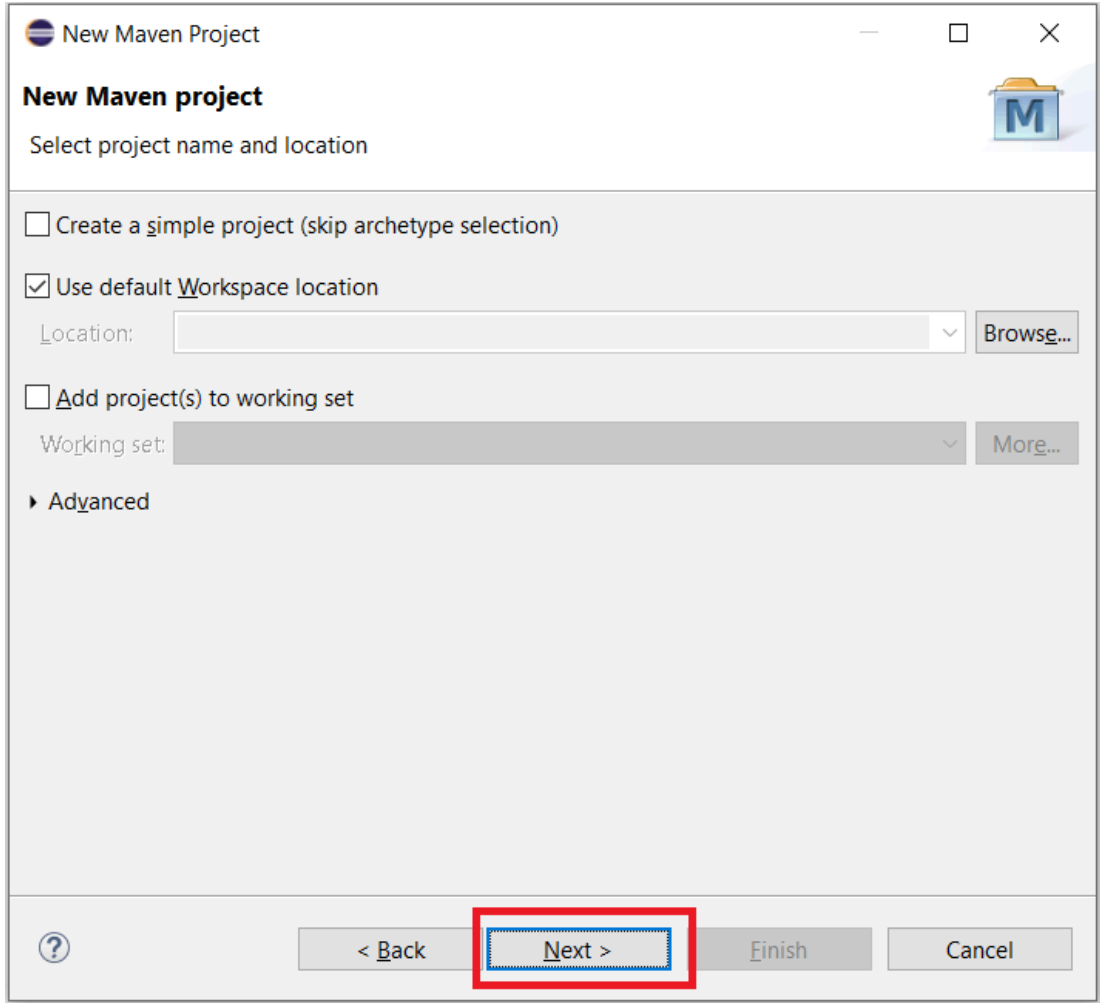 New Maven Project
New Maven project
M
Select project name and location
Create a simple project (skip archetype selection)
Use default Workspace location
Location:
Browse...
Add project(s) to working set
Working set:
More...
Advanced
?
< Back
Next >
Finish
Cancel